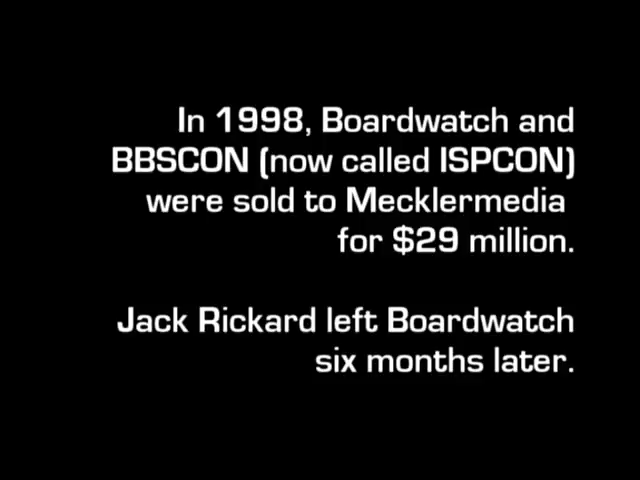 In 1998, Boardwatch and
BBSCON (now called ISPCON)
were sold to Mecklermedia
for $29 million.
Jack Rickard left Boardwatch
six months later.